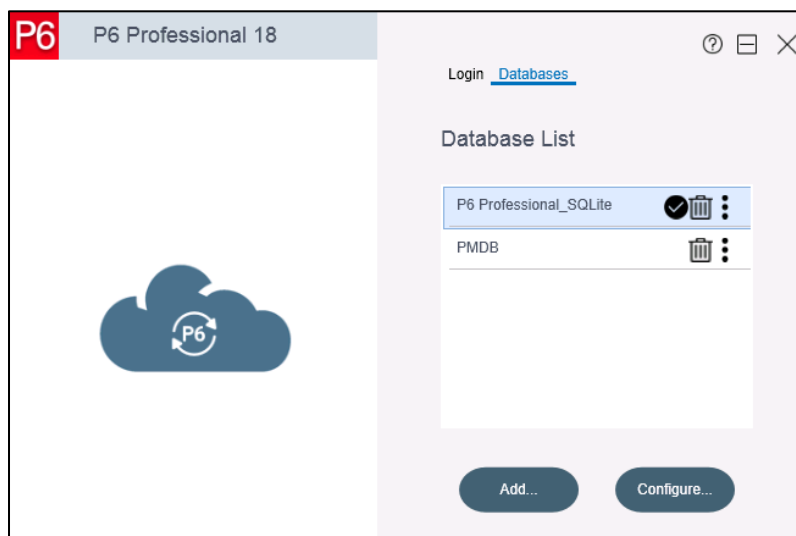 P6 P6 Professional 18
Login Databases
Database List
P6 Professional_SQLite
PMDB
P6
Add... Configure...